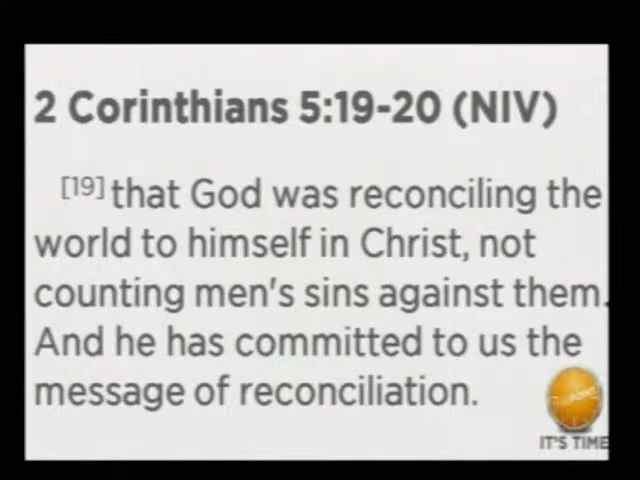 2 Corinthians 5:19-20 (NIV)
[19] that God was reconciling the
world to himself in Christ, not
counting men's sins against them.
And he has committed to us the
message of reconciliation.
IT'S TIME